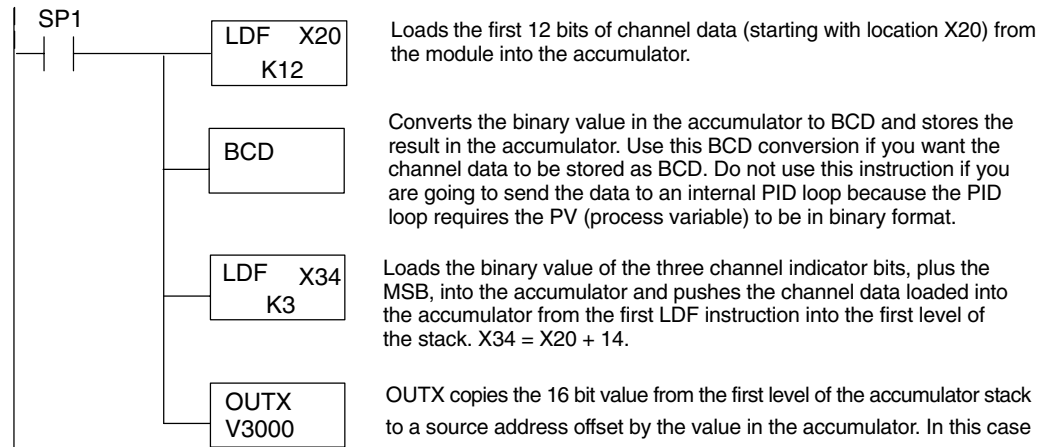 SP1
LDF X20
K12
Loads the first 12 bits of channel data (starting with location X20) from
the module into the accumulator.
BCD
Converts the binary value in the accumulator to BCD and stores the
result in the accumulator. Use this BCD conversion if you want the
channel data to be stored as BCD. Do not use this instruction if you
are going to send the data to an internal PID loop because the PID
loop requires the PV (process variable) to be in binary format.
LDF X34
K3
Loads the binary value of the three channel indicator bits, plus the
MSB, into the accumulator and pushes the channel data loaded into
the accumulator from the first LDF instruction into the first level of
the stack. X34 = X20 + 14.
OUTX
V3000
OUTX copies the 16 bit value from the first level of the accumulator stack
to a source address offset by the value in the accumulator. In this case